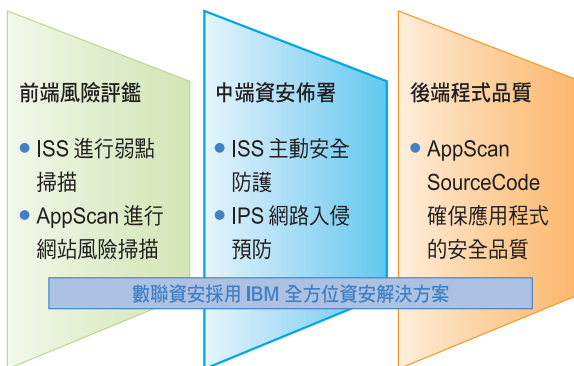 前端風險評鑑
• ISS 進行弱點
掃描
• AppScan 進行
網站風險掃描
中端資安佈署
• ISS 主動安全
防護
• IPS 網路入侵
預防
後端程式品質
• AppScan
SourceCode
確保應用程式
的安全品質
數聯資安採用 IBM 全方位資安解決方案